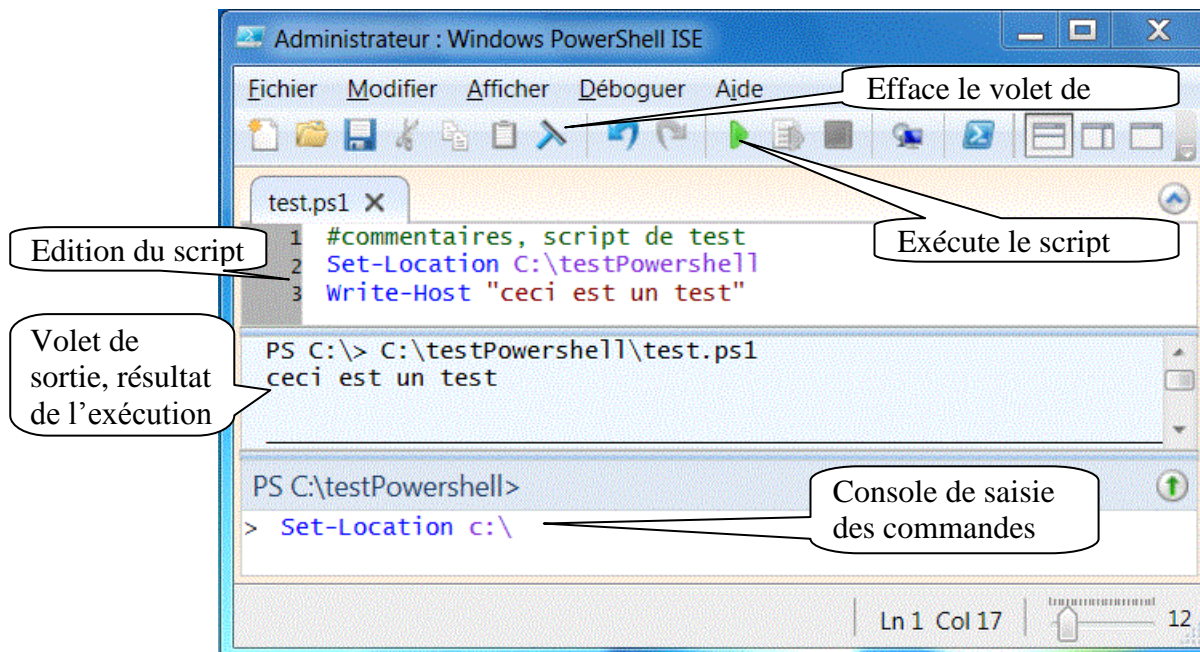 Administrateur : Windows PowerShell ISE
Fichier Modifier Afficher Déboguer Aide
Efface le volet de
test.ps1
Edition du script
1 #commentaires, script de test
2 Set-Location C:\testPowershell
3 Write-Host "ceci est un test"
Exécute le script
Volet de
sortie, résultat
de l'exécution
PS C:\> C:\testPowershell\test.ps1
ceci est un test
PS C:\testPowershell>
> Set-Location c:\
Console de saisie
des commandes
Ln 1 Col 17
12